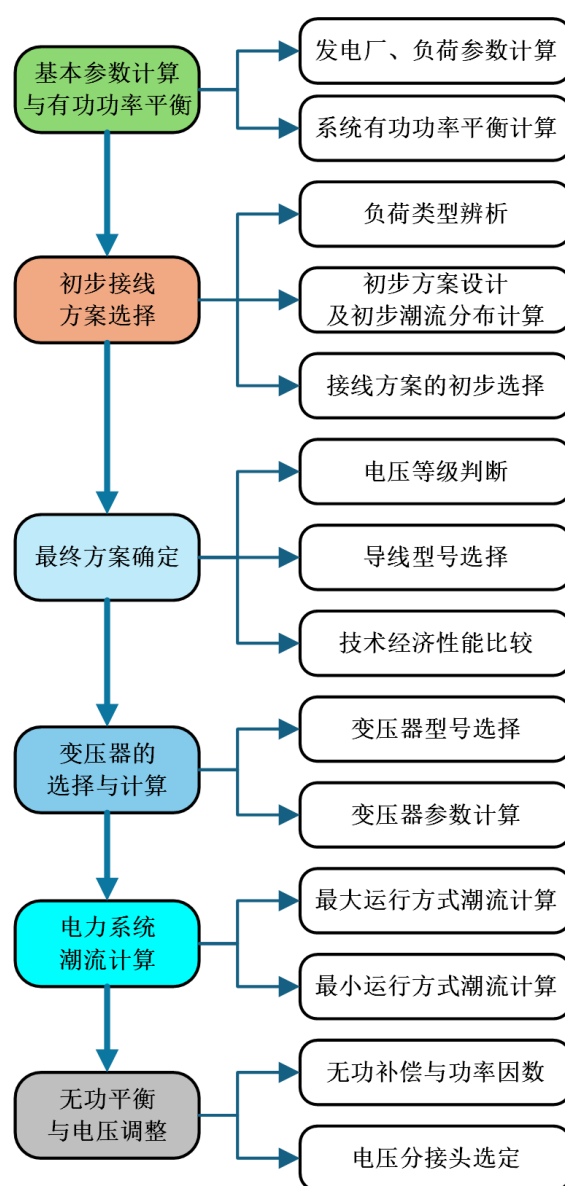 基本参数计算
与有功功率平衡
发电厂、负荷参数计算
系统有功功率平衡计算
初步接线
方案选择
负荷类型辨析
初步方案设计
及初步潮流分布计算
接线方案的初步选择
最终方案确定
电压等级判断
导线型号选择
技术经济性能比较
变压器的
选择与计算
变压器型号选择
变压器参数计算
电力系统
潮流计算
最大运行方式潮流计算
最小运行方式潮流计算
无功平衡
与电压调整
无功补偿与功率因数
电压分接头选定